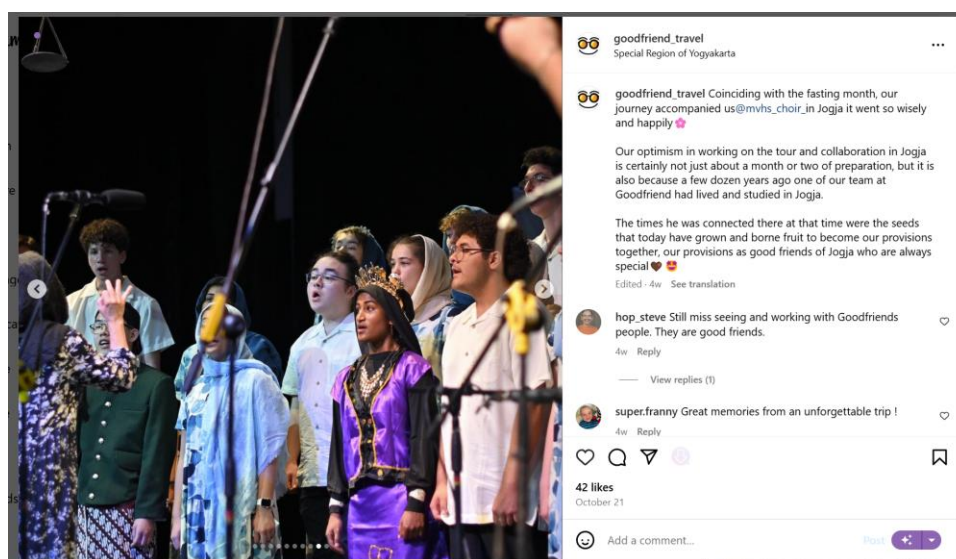 goodfriend_travel
Special Region of Yogyakarta
goodfriend_travel Coinciding with the fasting month, our
journey accompanied us@mvhs_choir_in Jogja it went so wisely
and happily🌸
Our optimism in working on the tour and collaboration in Jogja
is certainly not just about a month or two of preparation, but it is
also because a few dozen years ago one of our team at
Goodfriend had lived and studied in Jogja.
The times he was connected there at that time were the seeds
that today have grown and borne fruit to become our provisions
together, our provisions as good friends of Jogja who are always
special🤎 🤩
Edited · 4w See translation
hop_steve Still miss seeing and working with Goodfriends
people. They are good friends.
4w Reply
View replies (1)
super.franny Great memories from an unforgettable trip !
4w Reply
42 likes
October 21
Add a comment...
Post